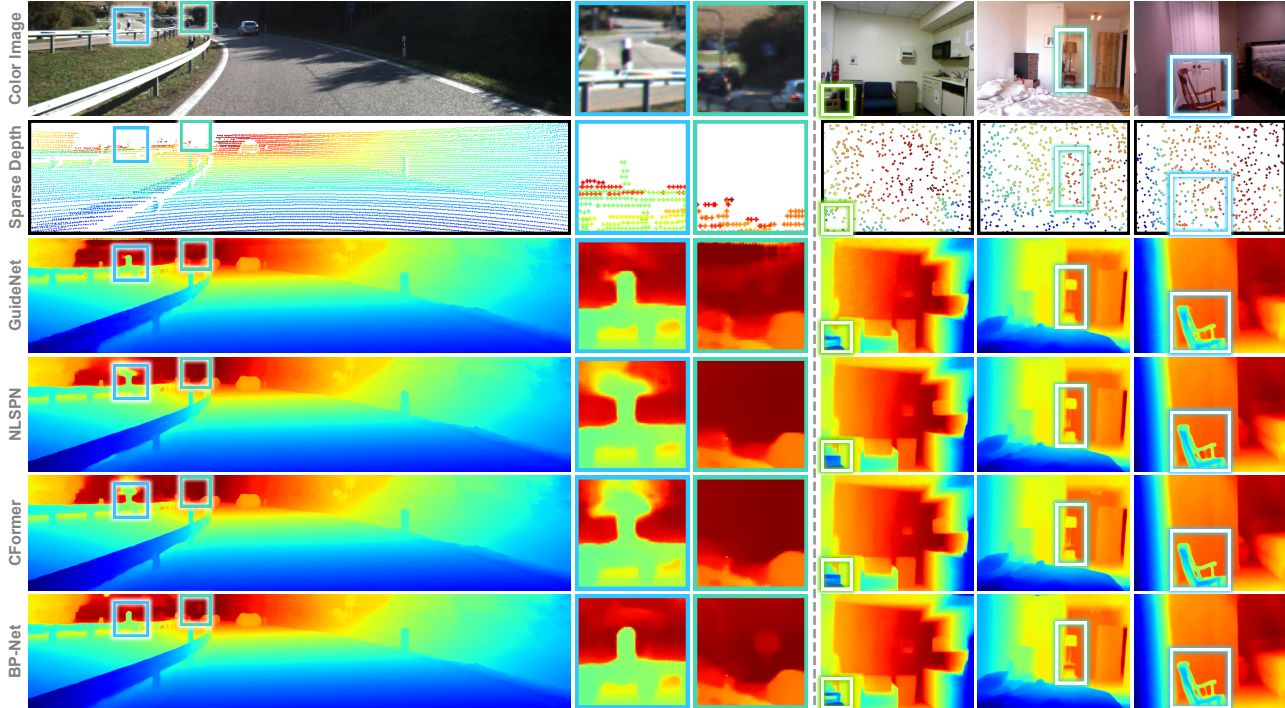 Color Image
Sparse Depth
GuideNet
NLSPN
CFormer
BP-Net